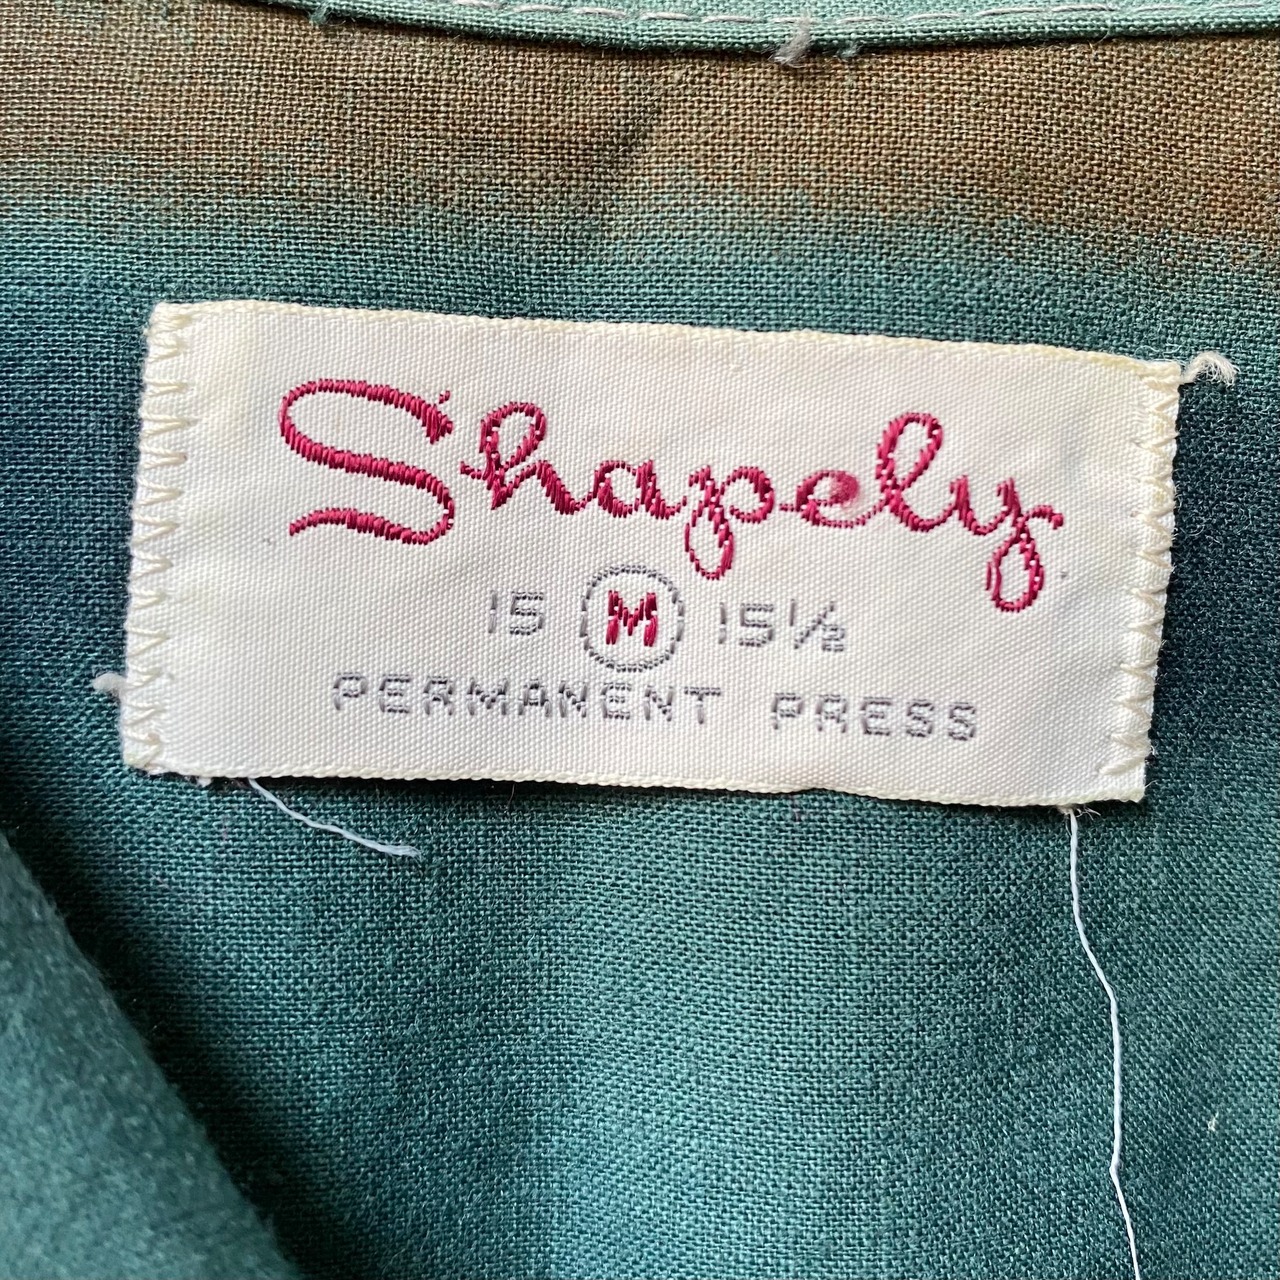 Shapely
15 M 15½
PERMANENT PRESS